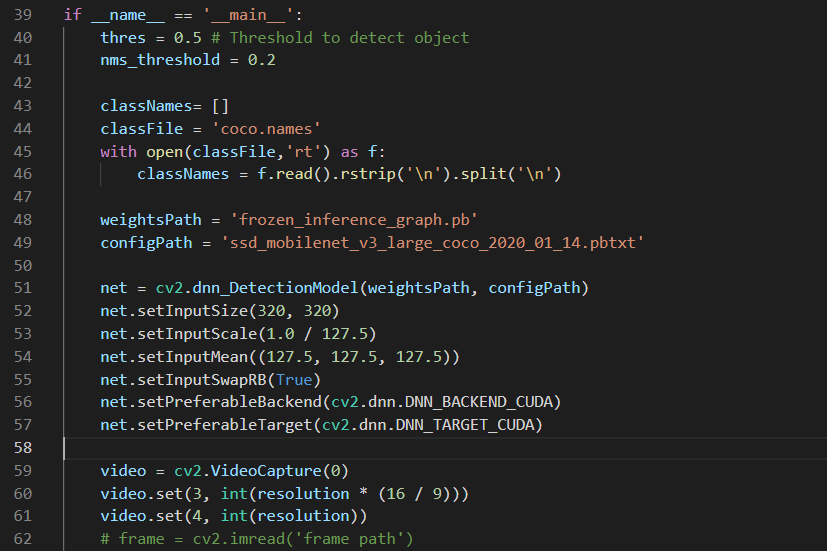 39 if __name__ == '__main__':
40     thres = 0.5 # Threshold to detect object
41     nms_threshold = 0.2
42
43     classNames= []
44     classFile = 'coco.names'
45     with open(classFile,'rt') as f:
46         classNames = f.read().rstrip('\n').split('\n')
47
48     weightsPath = 'frozen_inference_graph.pb'
49     configPath = 'ssd_mobilenet_v3_large_coco_2020_01_14.pbtxt'
50
51     net = cv2.dnn_DetectionModel(weightsPath, configPath)
52     net.setInputSize(320, 320)
53     net.setInputScale(1.0 / 127.5)
54     net.setInputMean((127.5, 127.5, 127.5))
55     net.setInputSwapRB(True)
56     net.setPreferableBackend(cv2.dnn.DNN_BACKEND_CUDA)
57     net.setPreferableTarget(cv2.dnn.DNN_TARGET_CUDA)
58
59     video = cv2.VideoCapture(0)
60     video.set(3, int(resolution * (16 / 9)))
61     video.set(4, int(resolution))
62     # frame = cv2.imread('frame path')